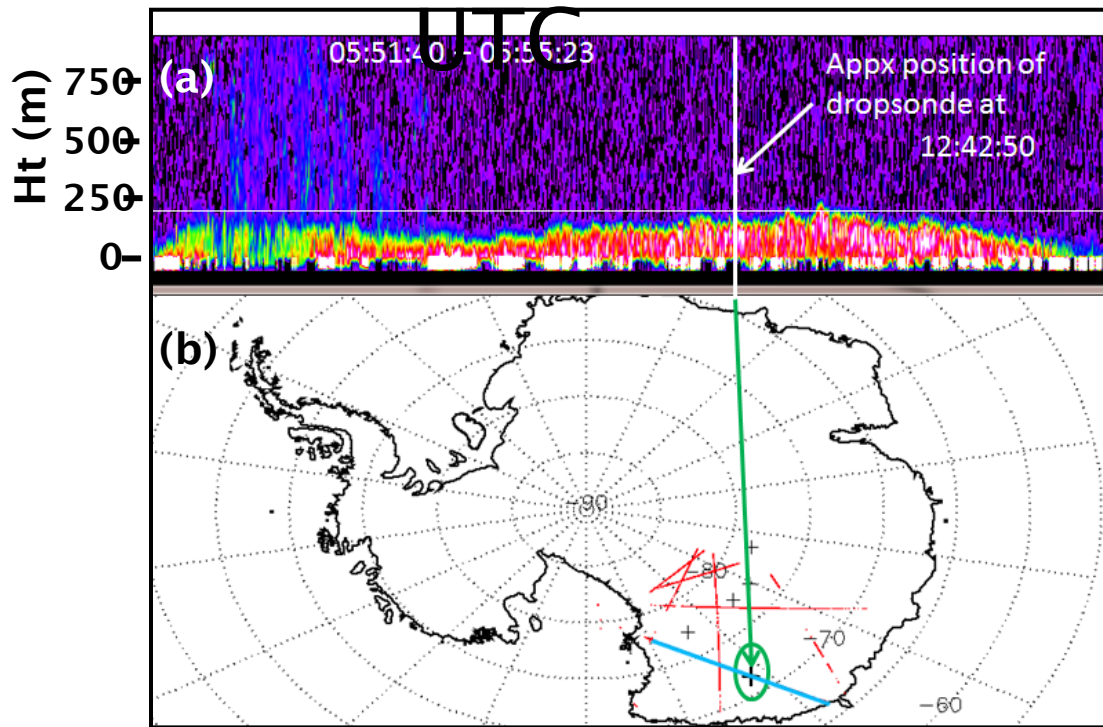 UTC
05:51:40 – 05:55:23
(a)
Ht (m)
750
500
250
0
Appx position of
dropsonde at
12:42:50
(b)
-90
-80
-70
-60